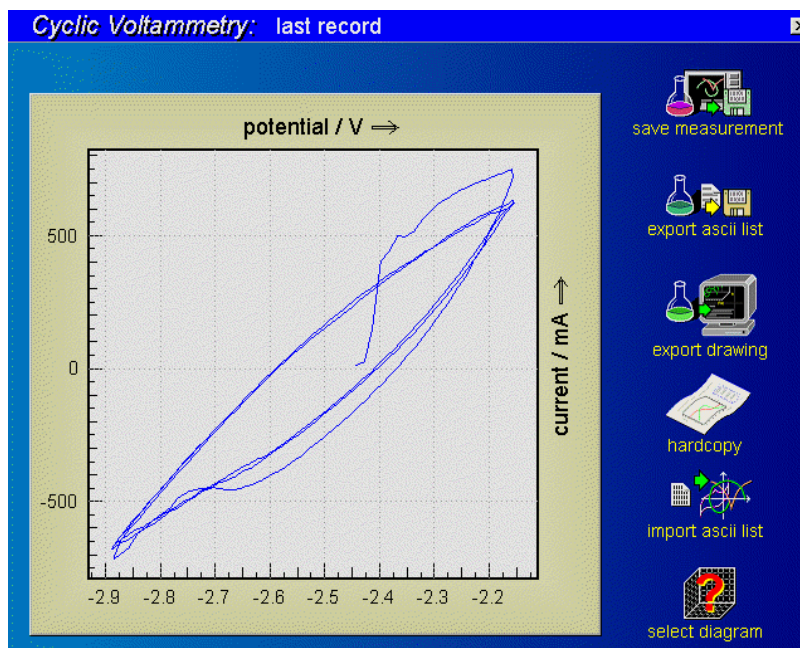 Cyclic Voltammetry: last record
potential / V ⇒
500
0
-500
-2.9 -2.8 -2.7 -2.6 -2.5 -2.4 -2.3 -2.2
current / mA ⇒
save measurement
export ascii list
export drawing
hardcopy
import ascii list
?
select diagram